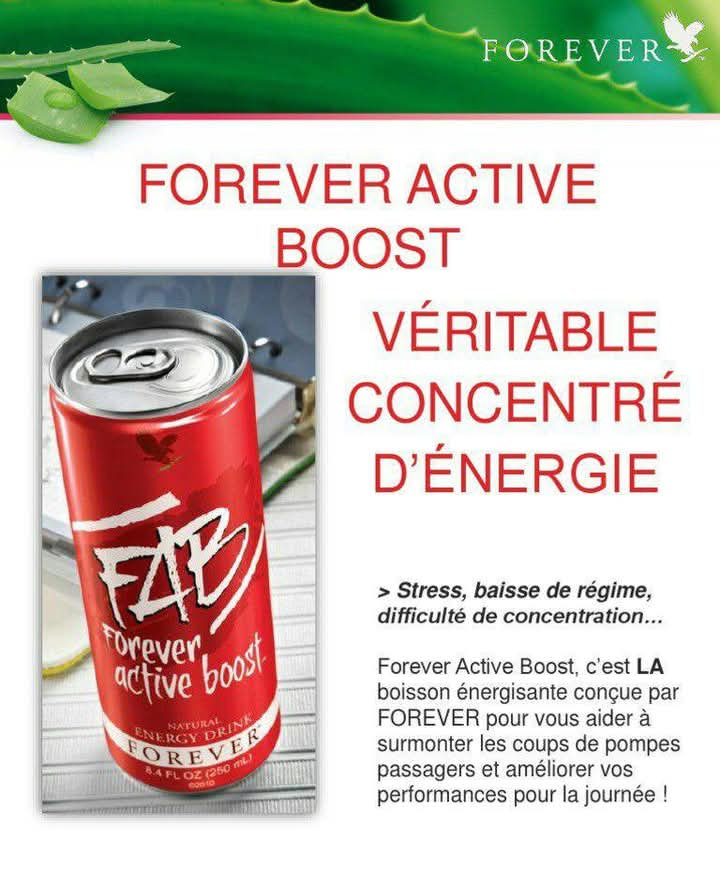 FOREVER
FOREVER ACTIVE
BOOST
VÉRITABLE
CONCENTRÉ
D’ÉNERGIE
FAB
Forever
active boost™
NATURAL
ENERGY DRINK
FOREVER
8.4 FL OZ (250 mL)
©2010
> Stress, baisse de régime,
difficulté de concentration...
Forever Active Boost, c’est LA
boisson énergisante conçue par
FOREVER pour vous aider à
surmonter les coups de pompes
passagers et améliorer vos
performances pour la journée !